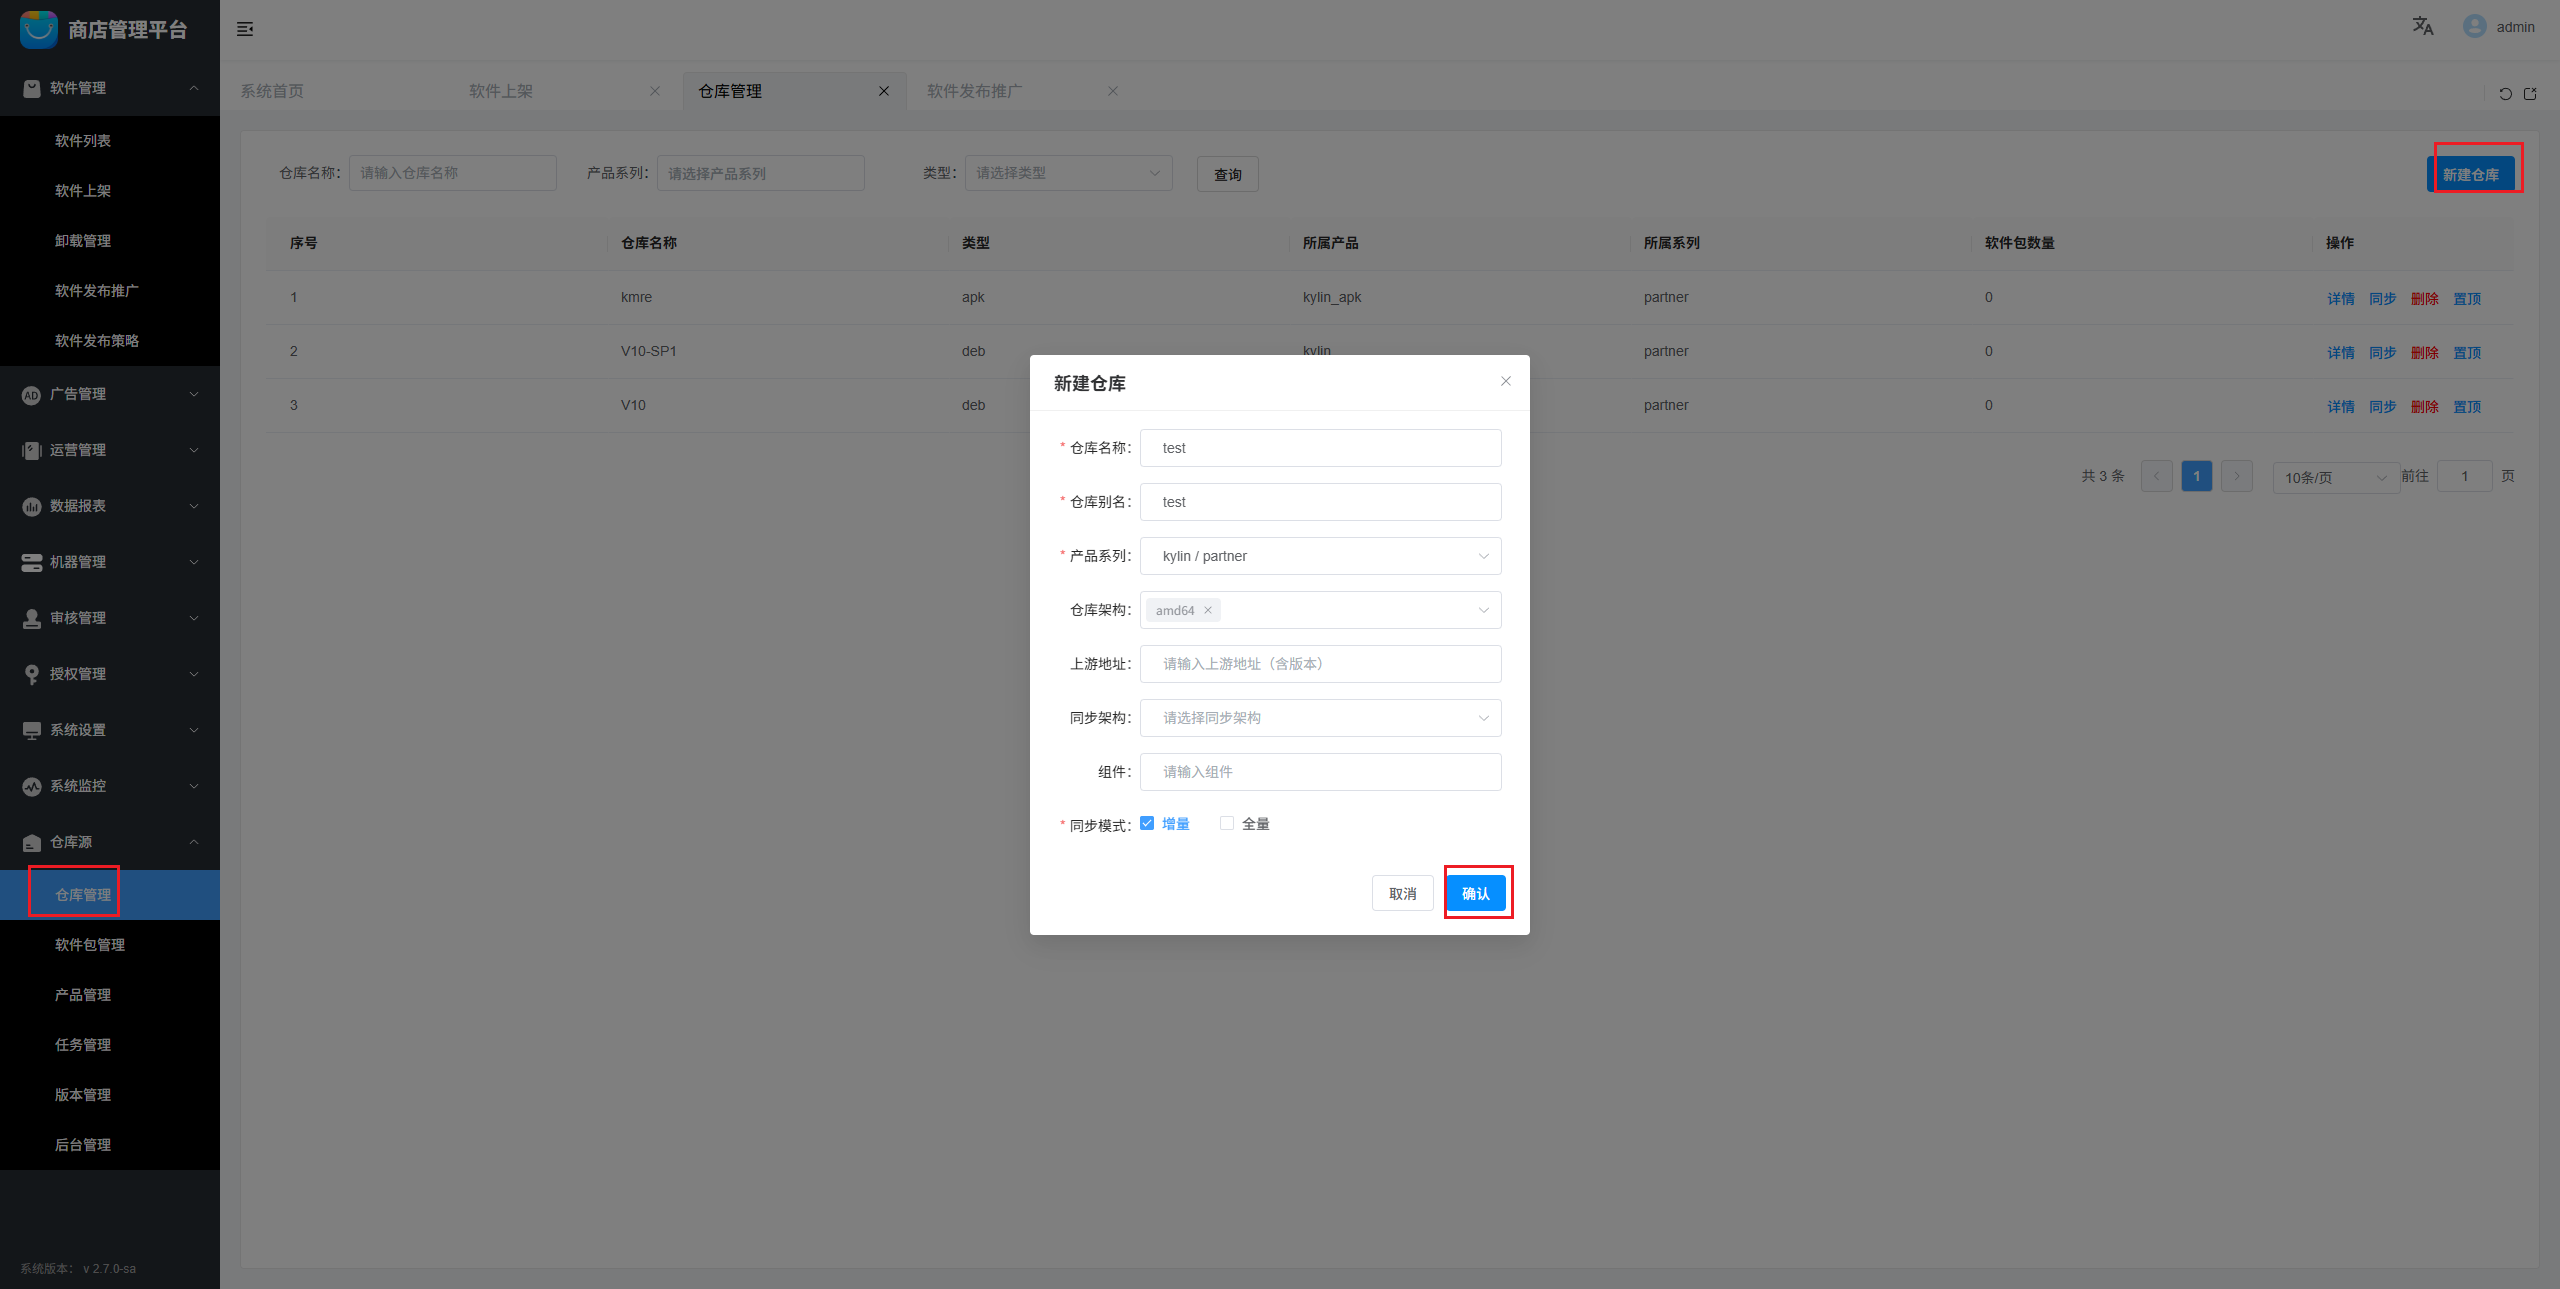 商店管理平台
admin
软件管理
软件列表
软件上架
卸载管理
软件发布推广
软件发布策略
AD 广告管理
运营管理
数据报表
机器管理
审核管理
授权管理
系统设置
系统监控
仓库源
仓库管理
软件包管理
产品管理
任务管理
版本管理
后台管理
系统版本： v 2.7.0-sa
系统首页 软件上架 仓库管理 软件发布推广
仓库名称： 请输入仓库名称 产品系列： 请选择产品系列 类型： 请选择类型 查询 新建仓库
序号 仓库名称 类型 所属产品 所属系列 软件包数量 操作
1 kmre apk kylin_apk partner 0 详情 同步 删除 置顶
2 V10-SP1 deb kylin partner 0 详情 同步 删除 置顶
3 V10 deb partner 0 详情 同步 删除 置顶
共 3 条 1 10条/页 前往 1 页
新建仓库
* 仓库名称： test
* 仓库别名： test
* 产品系列： kylin / partner
仓库架构： amd64
上游地址： 请输入上游地址（含版本）
同步架构： 请选择同步架构
组件： 请输入组件
* 同步模式： 增量 全量
取消 确认